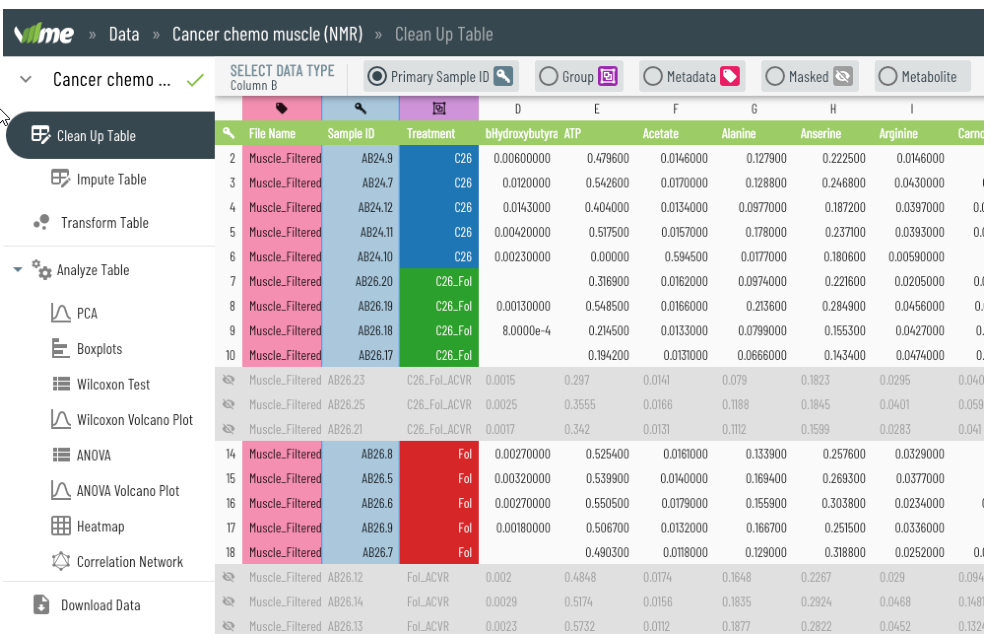 Vime » Data » Cancer chemo muscle (NMR) » Clean Up Table
Cancer chemo ...
SELECT DATA TYPE
Column B
Primary Sample ID Group Metadata Masked Metabolite
D E F G H I
Clean Up Table
Impute Table
Transform Table
Analyze Table
PCA
Boxplots
Wilcoxon Test
Wilcoxon Volcano Plot
ANOVA
ANOVA Volcano Plot
Heatmap
Correlation Network
Download Data
File Name Sample ID Treatment bHydroxybutyra ATP Acetate Alanine Anserine Arginine Carno
2 Muscle_Filtered AB24.9 C26 0.00600000 0.479600 0.0146000 0.127900 0.222500 0.0146000
3 Muscle_Filtered AB24.7 C26 0.0120000 0.542600 0.0170000 0.128800 0.246800 0.0430000
4 Muscle_Filtered AB24.12 C26 0.0143000 0.404000 0.0134000 0.0977000 0.187200 0.0397000 0.0
5 Muscle_Filtered AB24.11 C26 0.00420000 0.517500 0.0157000 0.178000 0.237100 0.0393000 0.0
6 Muscle_Filtered AB24.10 C26 0.00230000 0.00000 0.594500 0.0177000 0.180600 0.00590000
7 Muscle_Filtered AB26.20 C26_Fol 0.316900 0.0162000 0.0974000 0.221600 0.0205000 0.0
8 Muscle_Filtered AB26.19 C26_Fol 0.00130000 0.548500 0.0166000 0.213600 0.284900 0.0456000 0.
9 Muscle_Filtered AB26.18 C26_Fol 8.0000e-4 0.214500 0.0133000 0.0799000 0.155300 0.0427000 0.
10 Muscle_Filtered AB26.17 C26_Fol 0.194200 0.0131000 0.0666000 0.143400 0.0474000 0.
Muscle_Filtered AB26.23 C26_Fol_ACVR 0.0015 0.297 0.0141 0.079 0.1823 0.0295 0.040
Muscle_Filtered AB26.25 C26_Fol_ACVR 0.0025 0.3555 0.0166 0.1188 0.1845 0.0401 0.059
Muscle_Filtered AB26.21 C26_Fol_ACVR 0.0017 0.342 0.0131 0.1112 0.1599 0.0283 0.041
14 Muscle_Filtered AB26.8 Fol 0.00270000 0.525400 0.0161000 0.133900 0.257600 0.0329000
15 Muscle_Filtered AB26.5 Fol 0.00320000 0.539900 0.0140000 0.169400 0.269300 0.0377000
16 Muscle_Filtered AB26.6 Fol 0.00270000 0.550500 0.0179000 0.155900 0.303800 0.0234000
17 Muscle_Filtered AB26.9 Fol 0.00180000 0.506700 0.0132000 0.166700 0.251500 0.0336000
18 Muscle_Filtered AB26.7 Fol 0.490300 0.0118000 0.129000 0.318800 0.0252000 0.0
Muscle_Filtered AB26.12 Fol_ACVR 0.002 0.4848 0.0174 0.1648 0.2267 0.029 0.094
Muscle_Filtered AB26.14 Fol_ACVR 0.0029 0.5174 0.0156 0.1835 0.2924 0.0468 0.1481
Muscle_Filtered AB26.13 Fol_ACVR 0.0023 0.5732 0.0112 0.1877 0.2822 0.0452 0.1324